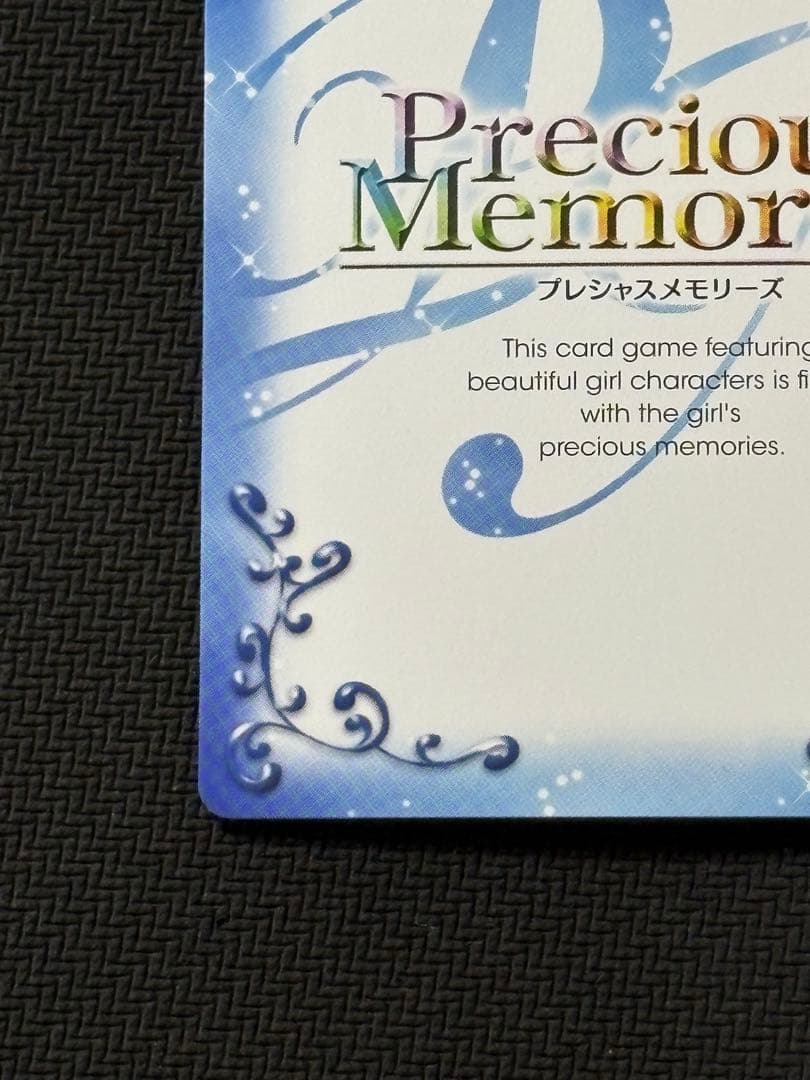 Preciou
Memor
プレシャスメモリーズ
This card game featuring
beautiful girl characters is fi
with the girl's
precious memories.